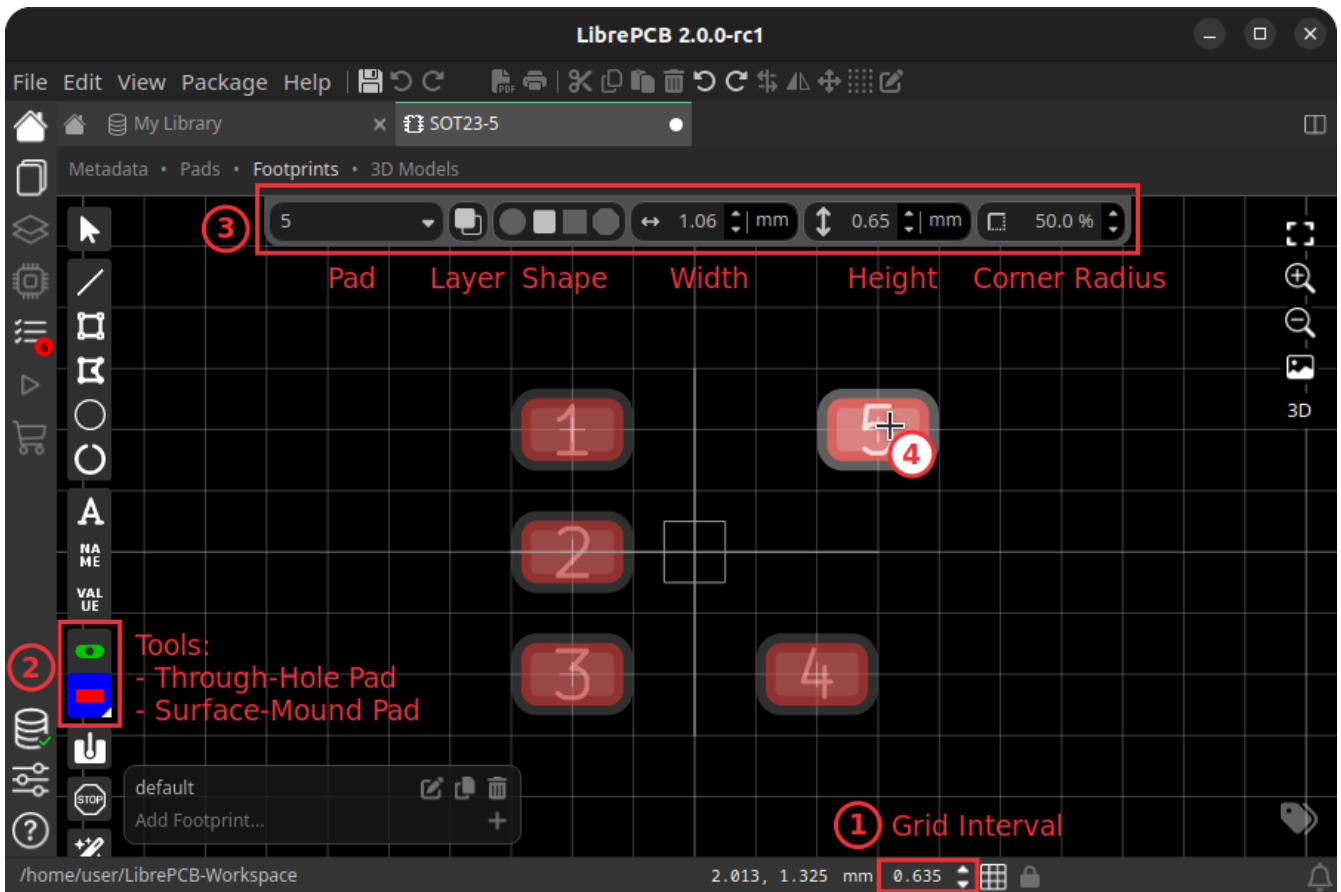 LibrePCB 2.0.0-rc1
File Edit View Package Help
My Library
SOT23-5
Metadata • Pads • Footprints • 3D Models
3
5
1.06 mm
0.65 mm
50.0 %
Pad Layer Shape Width Height Corner Radius
6
3D
1
5
4
2
NA
ME
VAL
UE
2
Tools:
- Through-Hole Pad
- Surface-Mound Pad
3
4
STOP
default
Add Footprint...
1 Grid Interval
/home/user/LibrePCB-Workspace
2.013, 1.325 mm 0.635